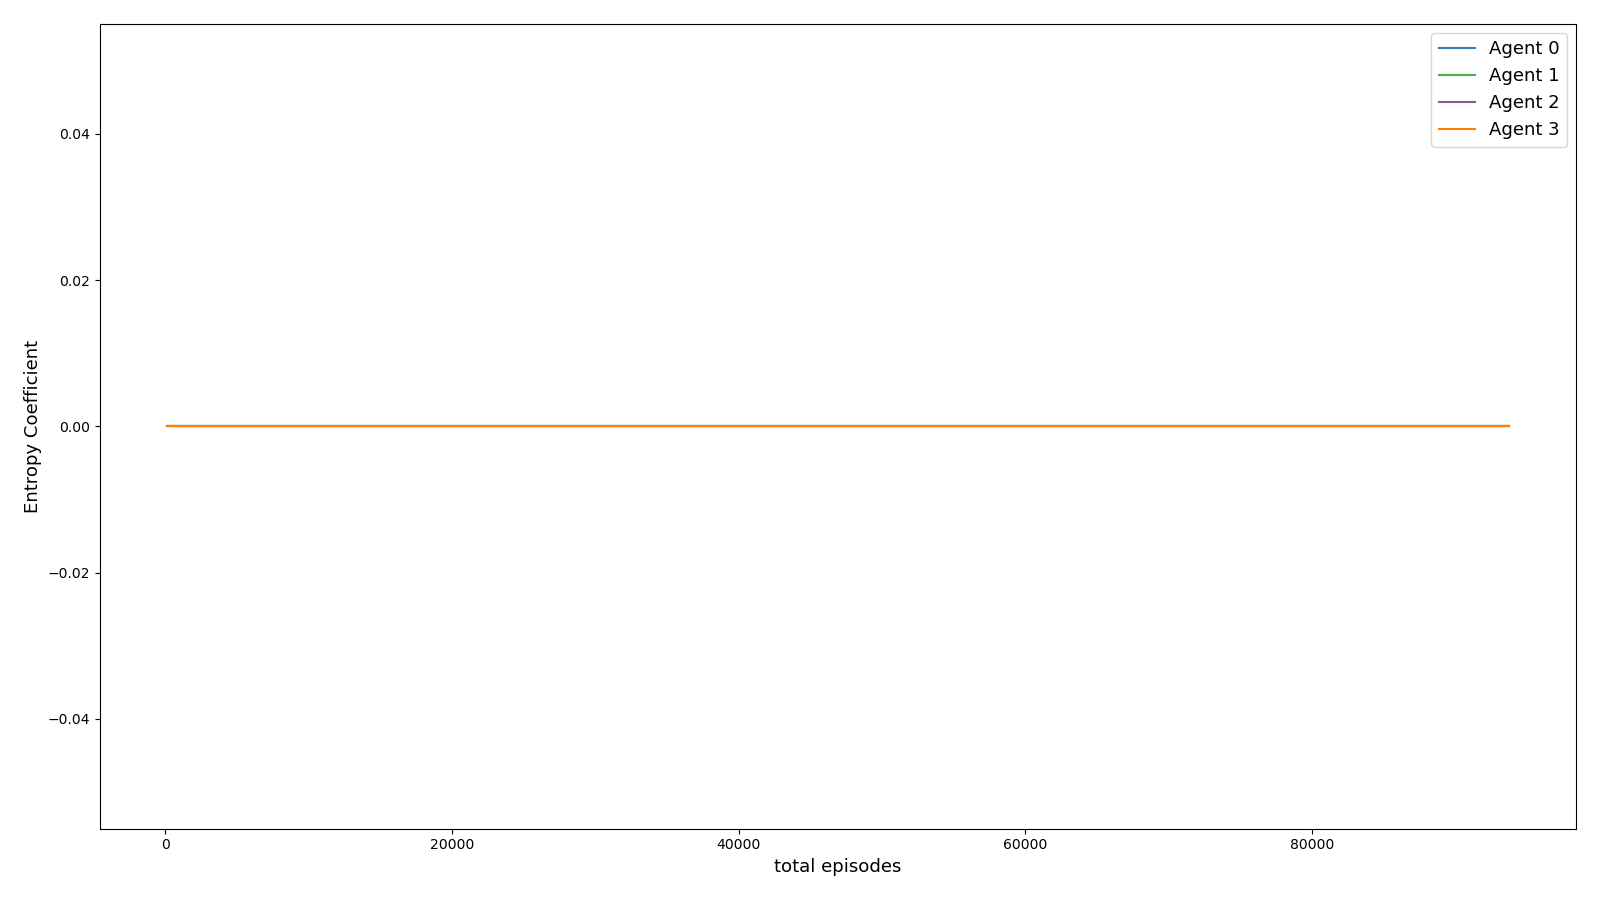 Agent 0
Agent 1
Agent 2
Agent 3
0.04
0.02
0.00
−0.02
−0.04
Entropy Coefficient
0 20000 40000 60000 80000
total episodes